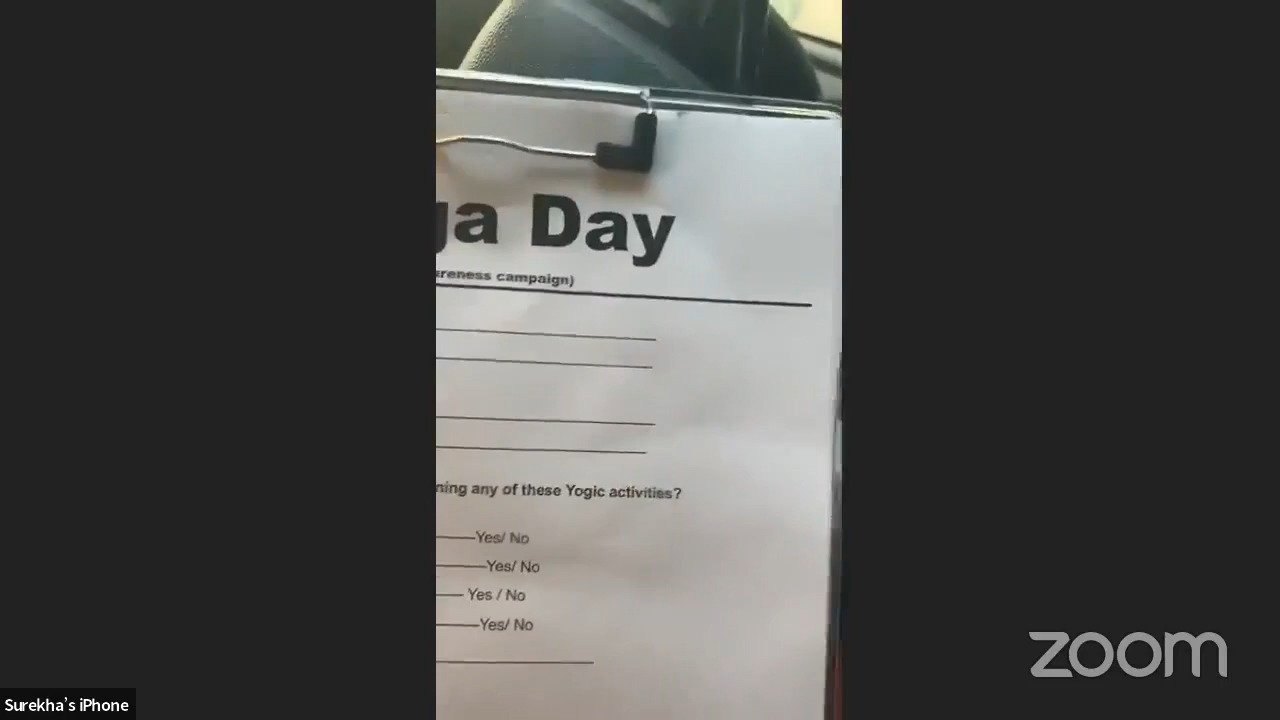 ga Day
areness campaign)
ning any of these Yogic activities?
Yes/ No
Yes/ No
Yes / No
Yes/ No
zoom
Surekha's iPhone